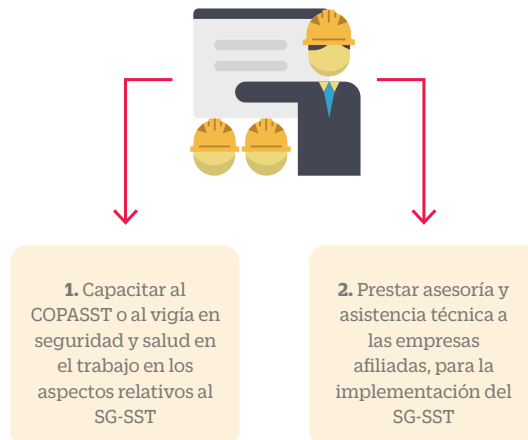 1. Capacitar al
COPASST o al vigía en
seguridad y salud en
el trabajo en los
aspectos relativos al
SG-SST
2. Prestar asesoría y
asistencia técnica a
las empresas
afiliadas, para la
implementación del
SG-SST